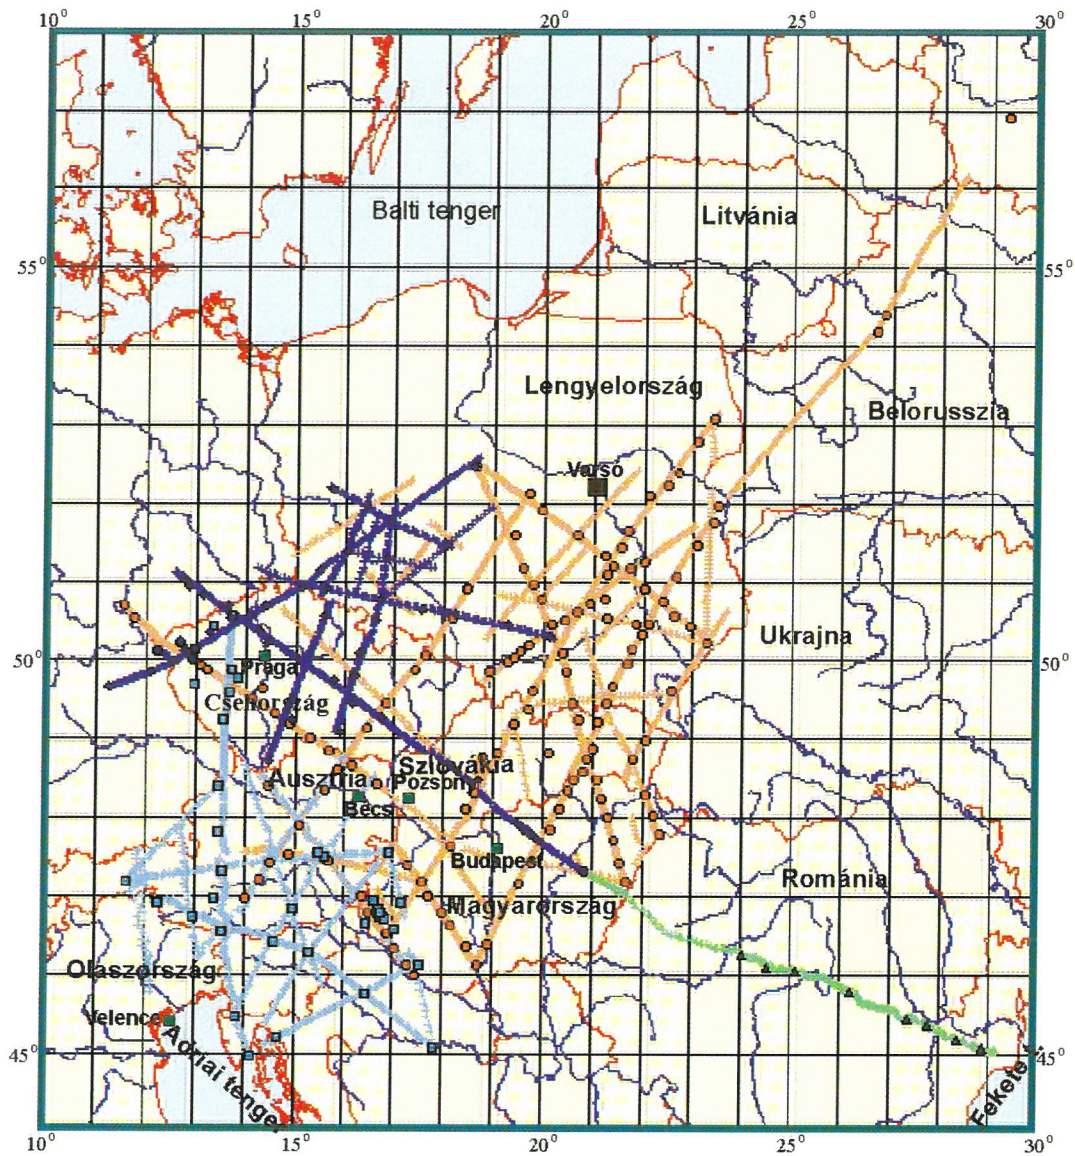 10° 15° 20° 25° 30°
Balti tenger
Litvánia
55° 55°
Lengyelország
Belorusszia
Varsó
Ukrajna
50° 50°
Prága
Csehország
Szlovákia
Ausztria
Pozsony
Bécs
Budapest
Románia
Magyarország
Olaszország
Velence
Adriai tenger
45° 45°
Fekete
10° 15° 20° 25° 30°